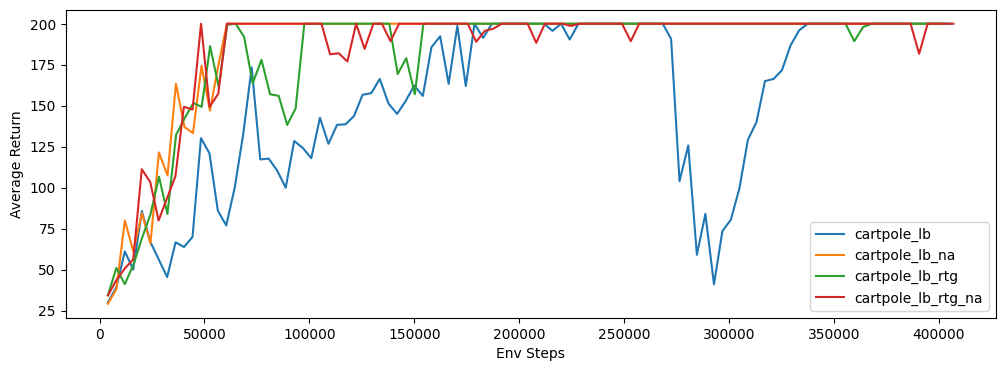 Average Return
200
175
150
125
100
75
50
25
0
50000
100000
150000
200000
250000
300000
350000
400000
Env Steps
cartpole_lb
cartpole_lb_na
cartpole_lb_rtg
cartpole_lb_rtg_na